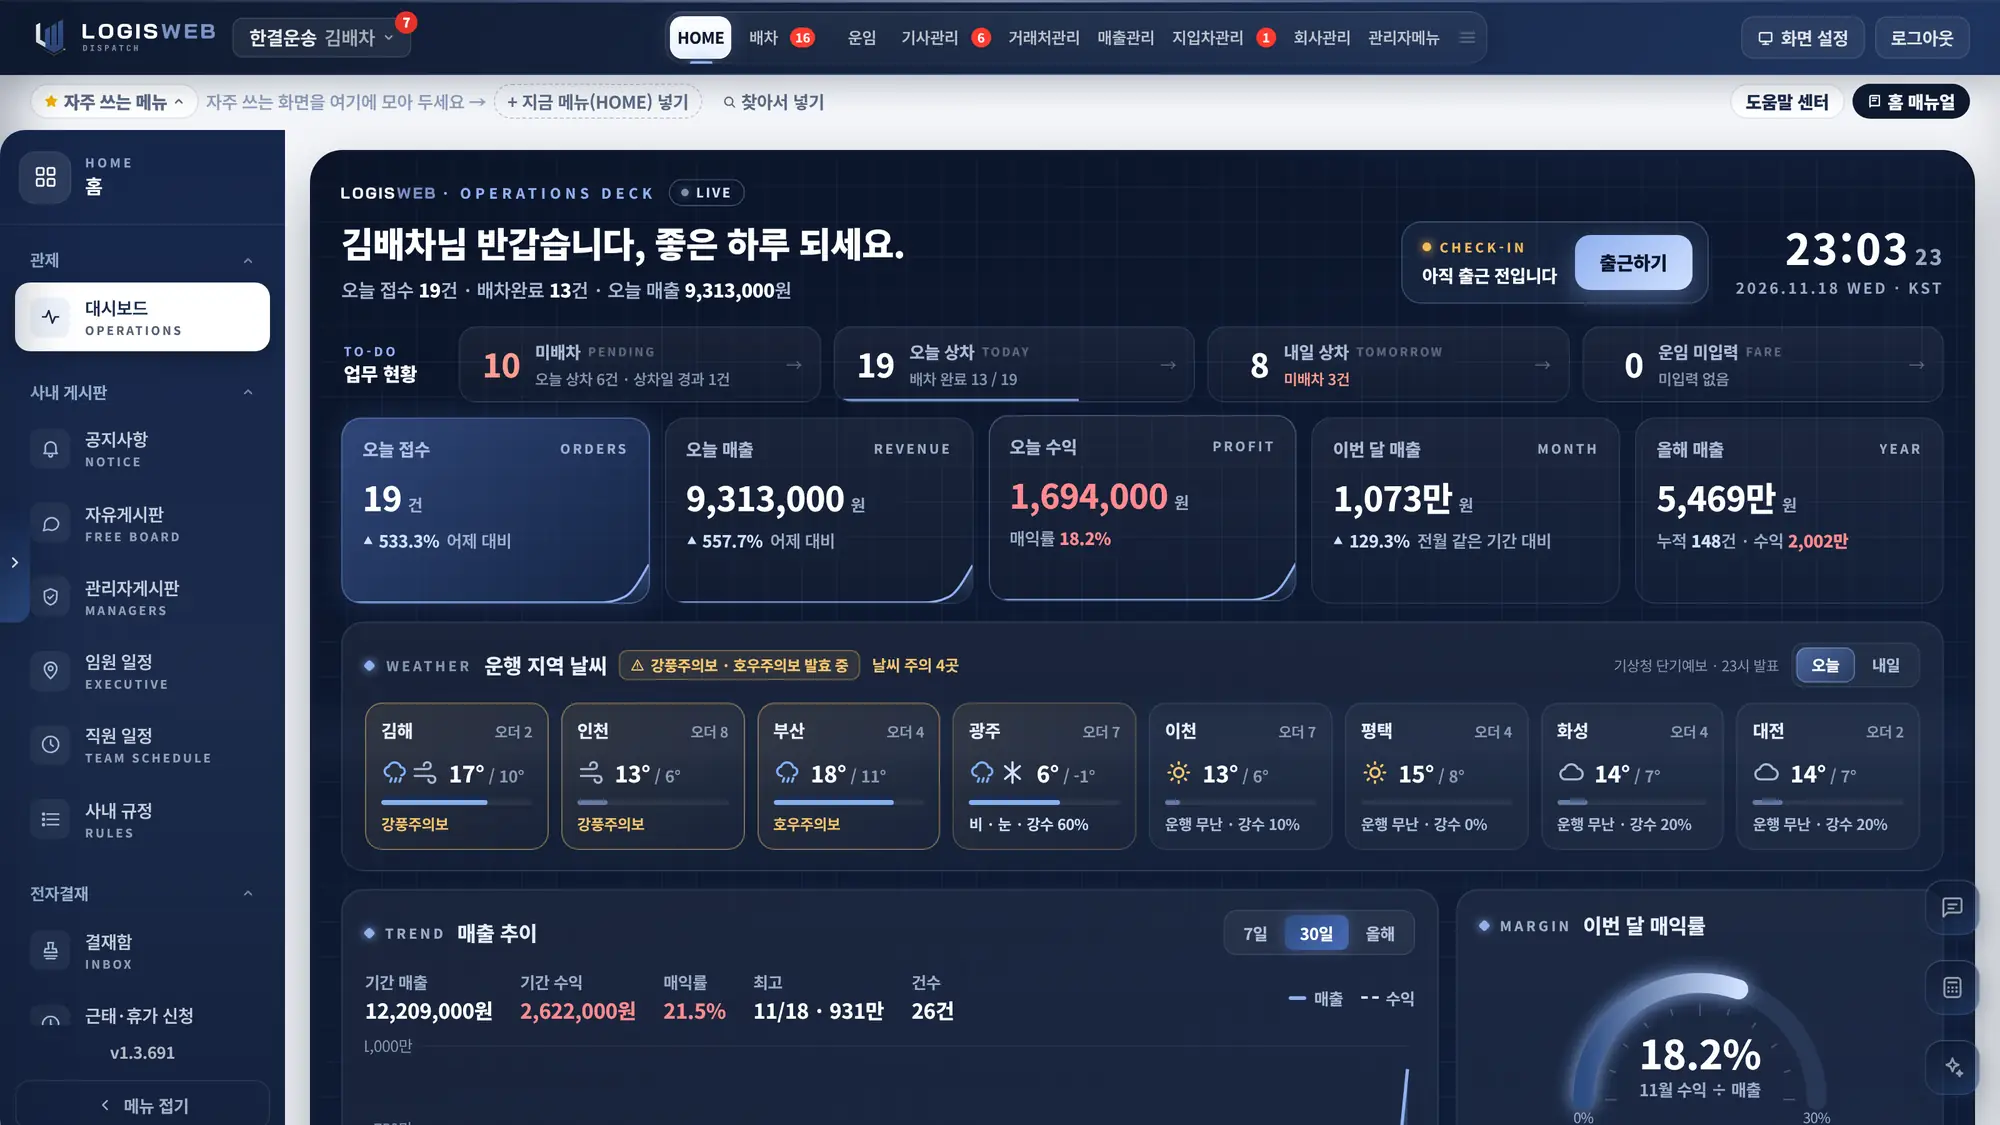 LOGISWEB
DISPATCH
한결운송 김배차
7
HOME
배차 16
운임
기사관리 6
거래처관리
매출관리
지입차관리 1
회사관리
관리자메뉴
화면 설정
로그아웃
자주 쓰는 메뉴
자주 쓰는 화면을 여기에 모아 두세요 →
+ 지금 메뉴(HOME) 넣기
찾아서 넣기
도움말 센터
홈 매뉴얼
HOME
홈
관제
대시보드
OPERATIONS
사내 게시판
공지사항
NOTICE
자유게시판
FREE BOARD
관리자게시판
MANAGERS
임원 일정
EXECUTIVE
직원 일정
TEAM SCHEDULE
사내 규정
RULES
전자결재
결재함
INBOX
근태·휴가 신청
v1.3.691
메뉴 접기
LOGISWEB · OPERATIONS DECK
LIVE
김배차님 반갑습니다, 좋은 하루 되세요.
오늘 접수 19건 · 배차완료 13건 · 오늘 매출 9,313,000원
CHECK-IN
아직 출근 전입니다
출근하기
23:03 23
2026.11.18 WED · KST
TO-DO
업무 현황
10
미배차 PENDING
오늘 상차 6건 · 상차일 경과 1건
→
19
오늘 상차 TODAY
배차 완료 13 / 19
→
8
내일 상차 TOMORROW
미배차 3건
→
0
운임 미입력 FARE
미입력 없음
→
오늘 접수 ORDERS
19 건
▲ 533.3% 어제 대비
오늘 매출 REVENUE
9,313,000 원
▲ 557.7% 어제 대비
오늘 수익 PROFIT
1,694,000 원
매익률 18.2%
이번 달 매출 MONTH
1,073만 원
▲ 129.3% 전월 같은 기간 대비
올해 매출 YEAR
5,469만 원
누적 148건 · 수익 2,002만
WEATHER 운행 지역 날씨
강풍주의보 · 호우주의보 발효 중
날씨 주의 4곳
기상청 단기예보 · 23시 발표
오늘
내일
김해 오더 2
17° / 10°
강풍주의보
인천 오더 8
13° / 6°
강풍주의보
부산 오더 4
18° / 11°
호우주의보
광주 오더 7
6° / -1°
비 · 눈 · 강수 60%
이천 오더 7
13° / 6°
운행 무난 · 강수 10%
평택 오더 4
15° / 8°
운행 무난 · 강수 0%
화성 오더 4
14° / 7°
운행 무난 · 강수 20%
대전 오더 2
14° / 7°
운행 무난 · 강수 20%
TREND 매출 추이
7일
30일
올해
기간 매출
12,209,000원
기간 수익
2,622,000원
매익률
21.5%
최고
11/18 · 931만
건수
26건
매출
수익
1,000만
MARGIN 이번 달 매익률
18.2%
11월 수익 ÷ 매출
0%
30%